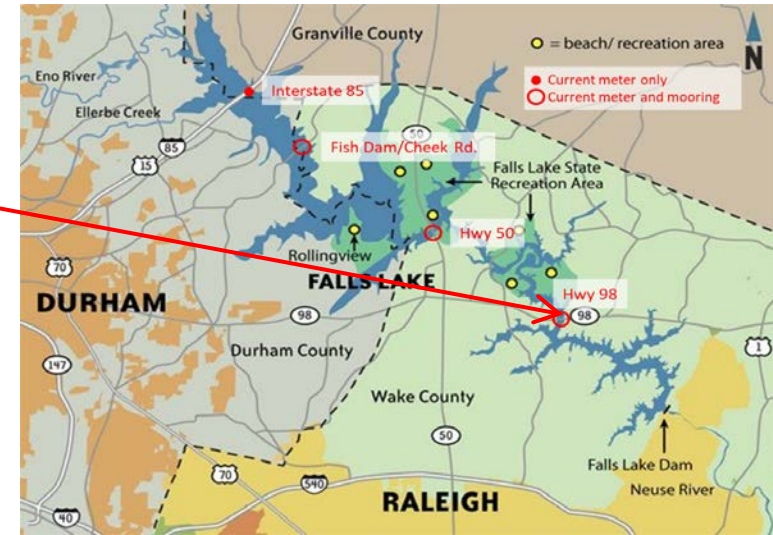 Granville County
= beach/ recreation area
N
Current meter only
Current meter and mooring
Eno River
Interstate 85
Ellerbe Creek
85
15
Fish Dam/Cheek Rd.
50
Falls Lake State
Recreation Area
Hwy 50
Rollingview
70
FALLS LAKE
Hwy 98
DURHAM
98
98
Durham County
1
147
Wake County
50
Falls Lake Dam
70
540
Neuse River
RALEIGH
40